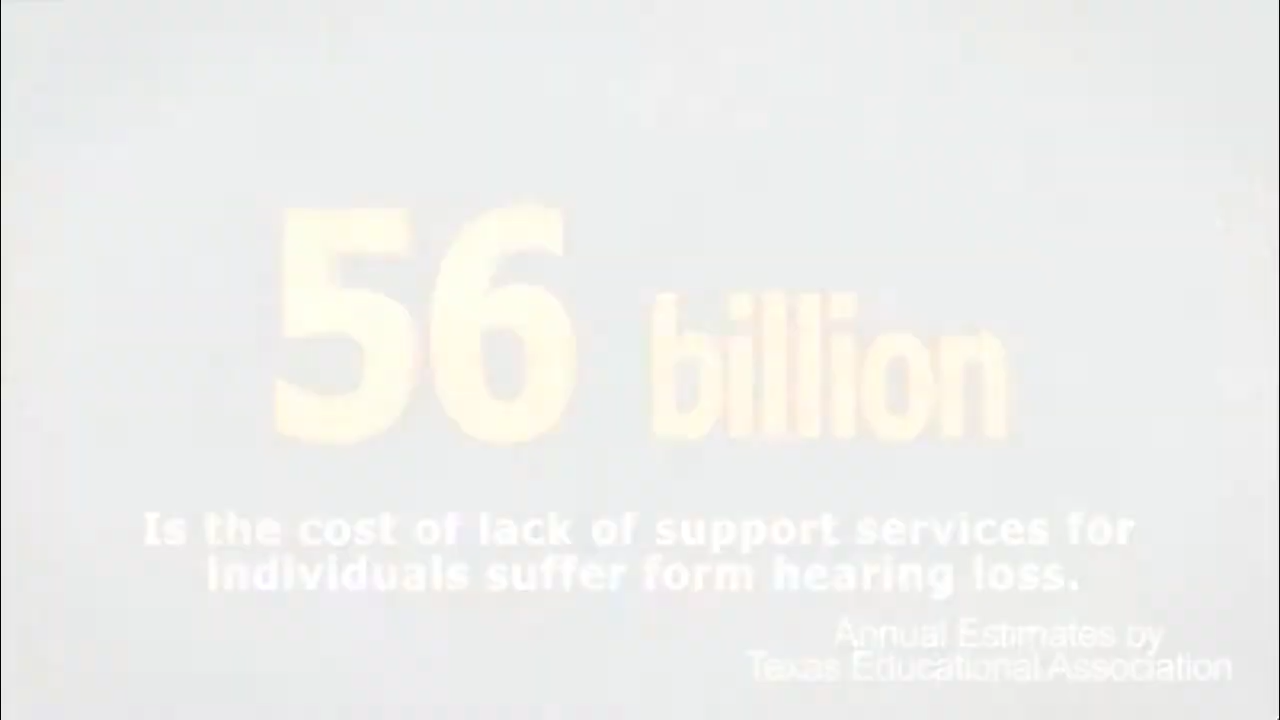 56 billion
Is the cost of lack of support services for
individuals suffer form hearing loss.
Annual Estimates by
Texas Educational Association